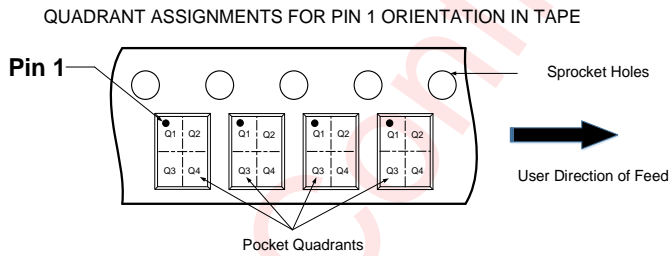 QUADRANT ASSIGNMENTS FOR PIN 1 ORIENTATION IN TAPE
Pin 1
Sprocket Holes
Q1 Q2 Q1 Q2 Q1 Q2 Q1 Q2
Q3 Q4 Q3 Q4 Q3 Q4 Q3 Q4
User Direction of Feed
Pocket Quadrants